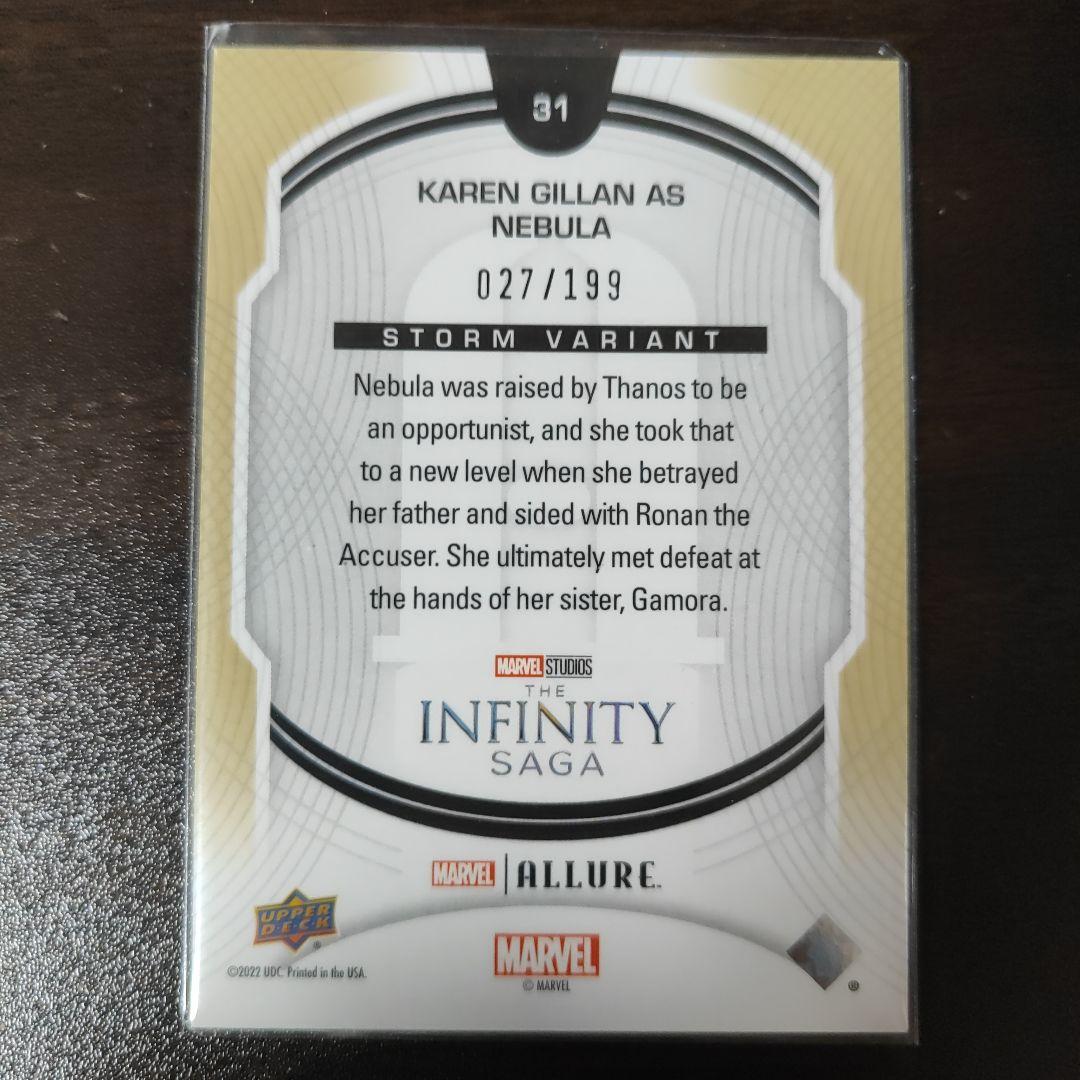 31
KAREN GILLAN AS
NEBULA
027/199
STORM VARIANT
Nebula was raised by Thanos to be
an opportunist, and she took that
to a new level when she betrayed
her father and sided with Ronan the
Accuser. She ultimately met defeat at
the hands of her sister, Gamora.
MARVEL STUDIOS
THE
INFINITY
SAGA
MARVEL | ALLURE™
UPPER
D·E·C·K
®
©2022 UDC. Printed in the USA.
MARVEL
© MARVEL
®